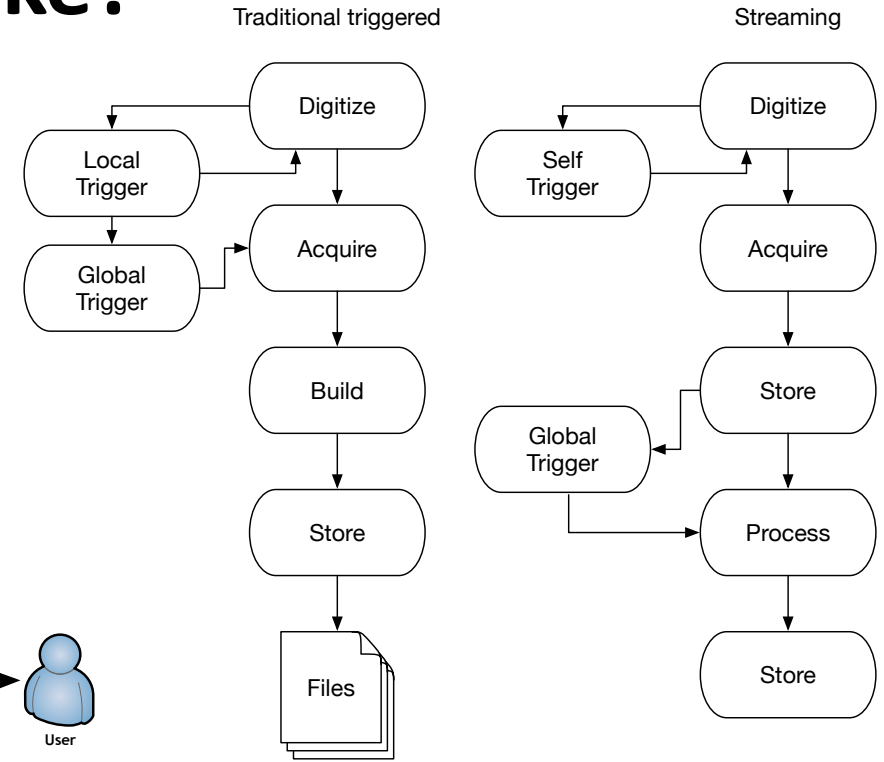 Traditional triggered
Digitize
Local
Trigger
Global
Trigger
Acquire
Build
Store
Files
User
Streaming
Digitize
Self
Trigger
Acquire
Store
Global
Trigger
Process
Store